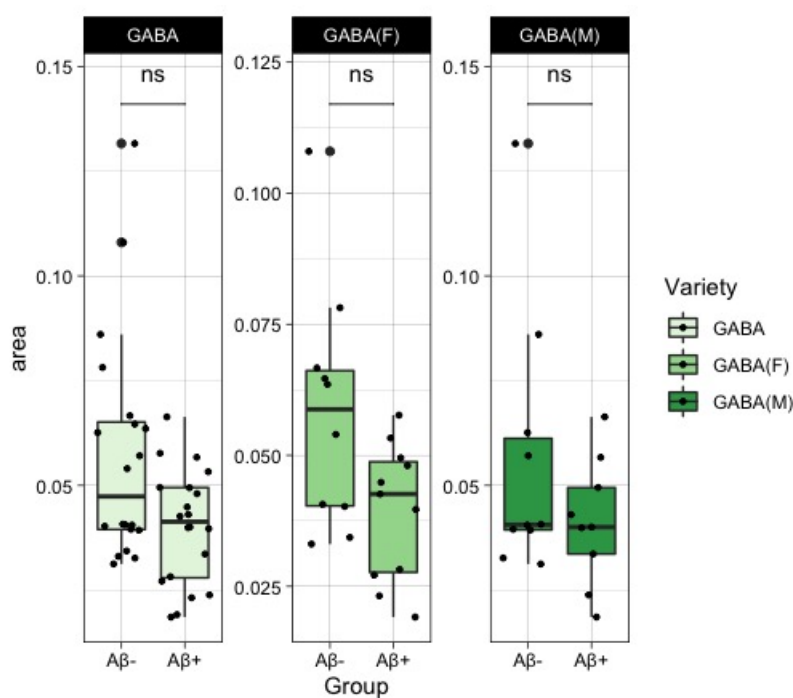 GABA
GABA(F)
GABA(M)
0.15
0.10
0.05
ns
0.125
0.100
0.075
0.050
0.025
ns
0.15
0.10
0.05
ns
area
Aβ-
Aβ+
Aβ-
Aβ+
Aβ-
Aβ+
Group
Variety
GABA
GABA(F)
GABA(M)